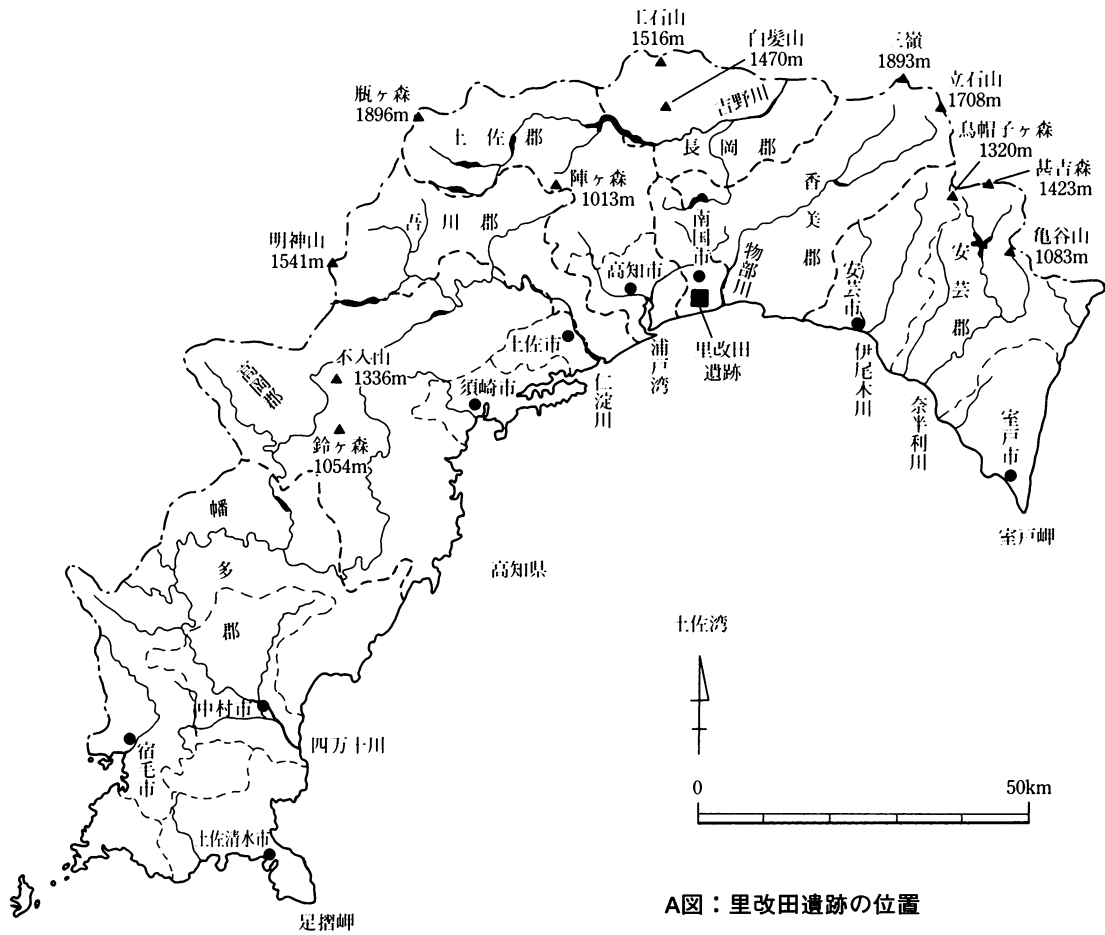 工石山
1516m
白髪山
1470m
三嶺
1893m
立石山
1708m
烏帽子ヶ森
1320m
甚吉森
1423m
亀谷山
1083m
瓶ヶ森
1896m
吉野川
土佐郡
長岡郡
陣ヶ森
1013m
香美郡
吾川郡
明神山
1541m
南国市
物部川
高知市
安芸市
安芸郡
土佐市
里改田
遺跡
浦戸湾
仁淀川
伊尾木川
奈半利川
室戸市
室戸岬
不入山
1336m
高岡郡
須崎市
鈴ヶ森
1054m
幡多郡
高知県
土佐湾
中村市
四万十川
宿毛市
土佐清水市
足摺岬
0
50km
A図：里改田遺跡の位置